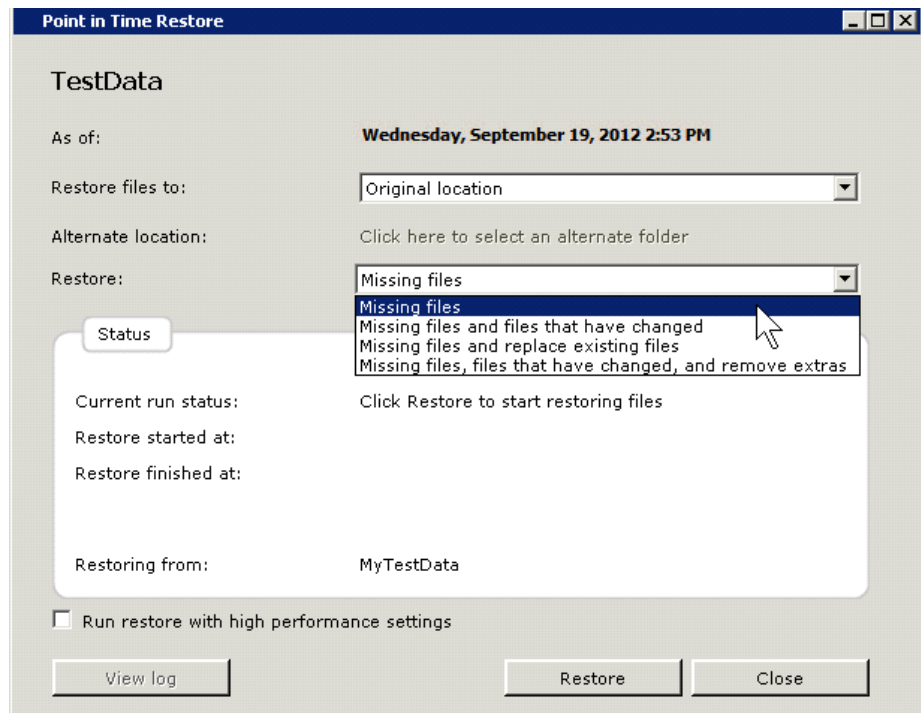 Point in Time Restore
TestData
As of: Wednesday, September 19, 2012 2:53 PM
Restore files to: Original location
Alternate location: Click here to select an alternate folder
Restore: Missing files
Missing files
Missing files and files that have changed
Missing files and replace existing files
Missing files, files that have changed, and remove extras
Status
Current run status: Click Restore to start restoring files
Restore started at:
Restore finished at:
Restoring from: MyTestData
Run restore with high performance settings
View log Restore Close